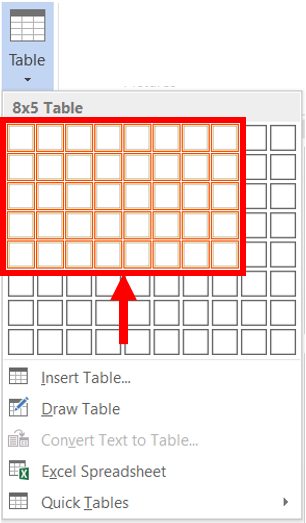 Table
8x5 Table
Insert Table...
Draw Table
Convert Text to Table...
Excel Spreadsheet
Quick Tables